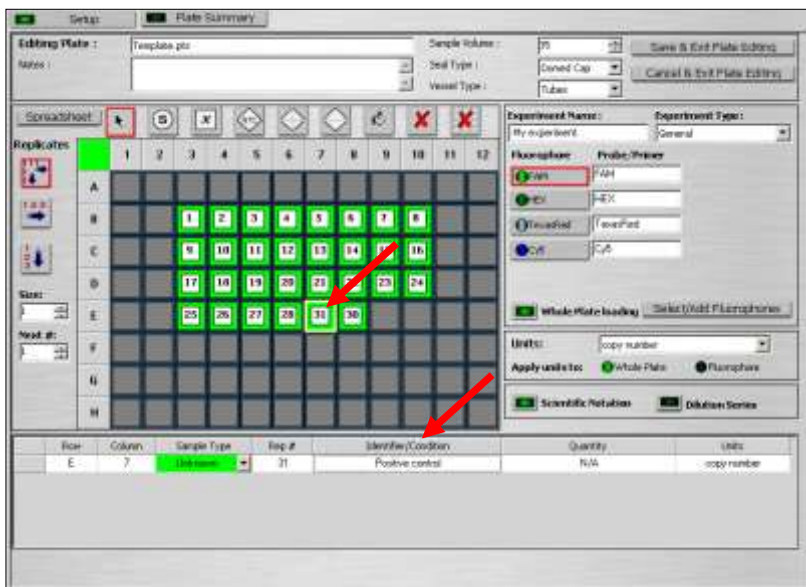 Setup Plate Summary
Editing Plate : Template.pts Sample Volume : Save & Exit Plate Editing
Notes : Seal Type : Domed Cap Cancel & Exit Plate Editing
Vessel Type : Tubes
Spreadsheet S Experiment Name: Experiment Type:
My experiment General
Replicates 1 2 3 4 5 6 7 8 9 10 11 12 Fluorophore Probe/Primer
A FAM FAM
B 1 2 3 4 5 6 7 8 HEX HEX
C 9 10 11 12 13 14 16 TexasRed TexasRed
Cy5 Cy5
D 17 18 19 20 21 23 24
Size: 1 E 25 26 27 28 31 30 Whole Plate loading Select/Add Fluorophores
Next #: 1 F Units: copy number
G Apply units to: Whole Plate Fluorophore
H Scientific Notation Dilution Series
Row Column Sample Type Rep # Identifier/Condition Quantity Units
E 7 Unknown 31 Positive control N/A copy number